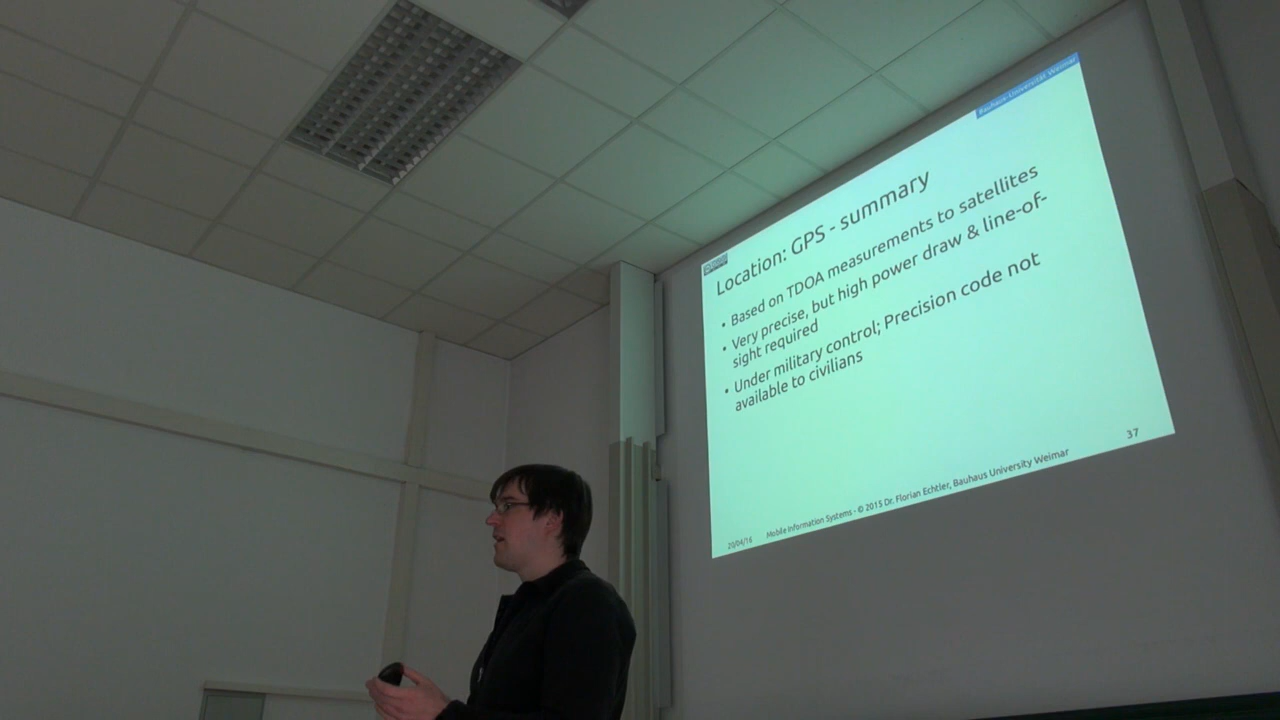 Bauhaus-Universität Weimar
Location: GPS - summary
• Based on TDOA measurements to satellites
• Very precise, but high power draw & line-of-
sight required
• Under military control; Precision code not
available to civilians
20/04/16
Mobile Information Systems - © 2015 Dr. Florian Echtler, Bauhaus University Weimar
37